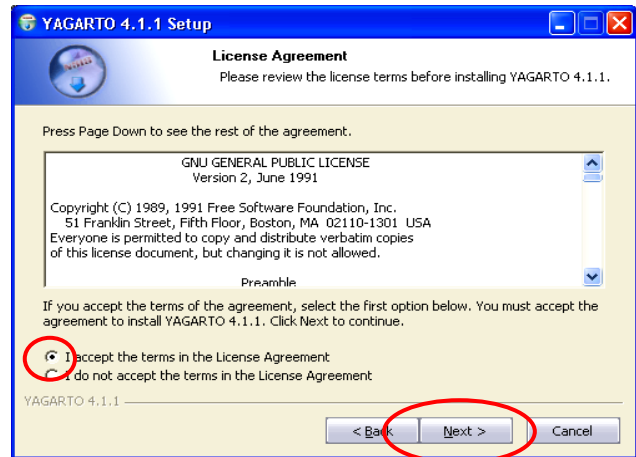 YAGARTO 4.1.1 Setup
License Agreement
Please review the license terms before installing YAGARTO 4.1.1.
Press Page Down to see the rest of the agreement.
GNU GENERAL PUBLIC LICENSE
Version 2, June 1991
Copyright (C) 1989, 1991 Free Software Foundation, Inc.
51 Franklin Street, Fifth Floor, Boston, MA 02110-1301 USA
Everyone is permitted to copy and distribute verbatim copies
of this license document, but changing it is not allowed.
Preamble
If you accept the terms of the agreement, select the first option below. You must accept the
agreement to install YAGARTO 4.1.1. Click Next to continue.
I accept the terms in the License Agreement
I do not accept the terms in the License Agreement
YAGARTO 4.1.1
< Back Next > Cancel